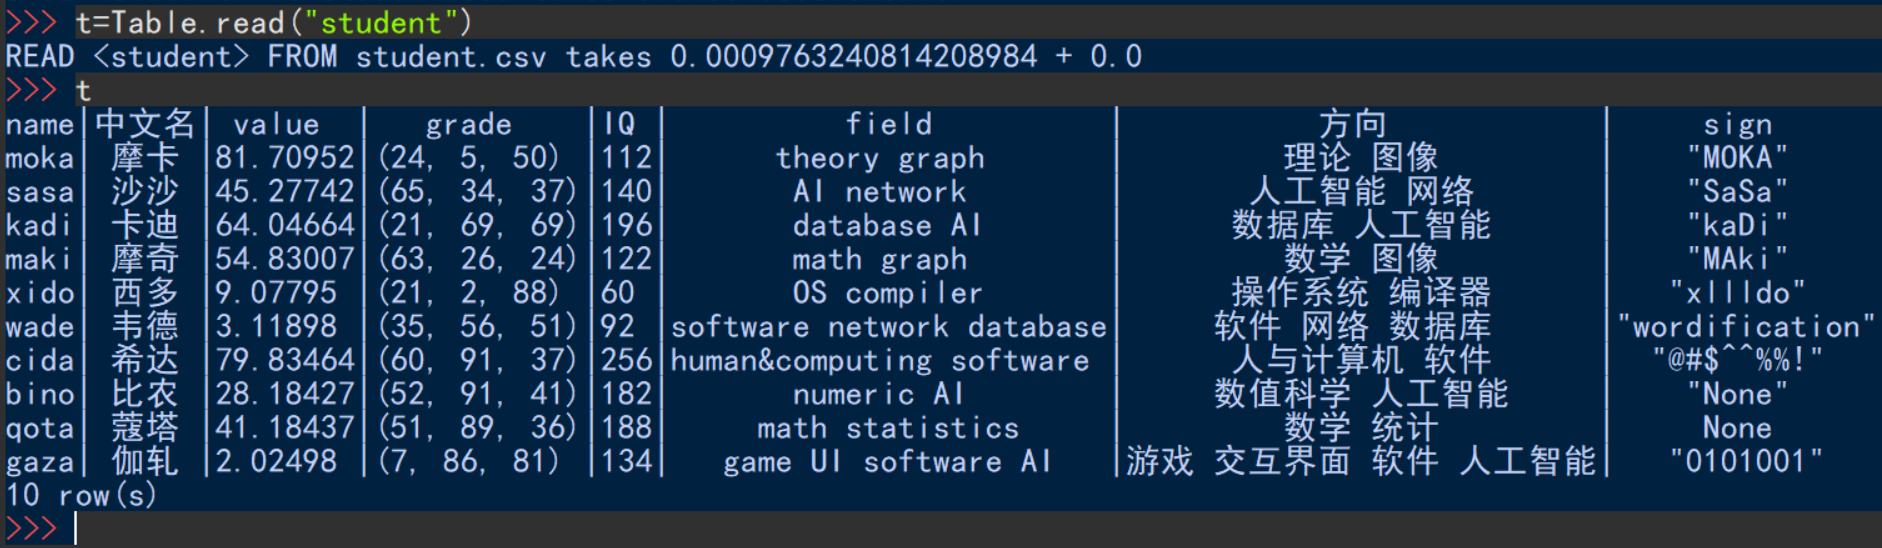 >>> t=Table.read("student")
READ <student> FROM student.csv takes 0.0009763240814208984 + 0.0
>>> t
name|中文名| value | grade |IQ | field | 方向 | sign
moka| 摩卡 |81.70952|(24, 5, 50) |112| theory graph | 理论 图像 | "MOKA"
sasa| 沙沙 |45.27742|(65, 34, 37)|140| AI network | 人工智能 网络 | "SaSa"
kadi| 卡迪 |64.04664|(21, 69, 69)|196| database AI | 数据库 人工智能 | "kaDi"
maki| 摩奇 |54.83007|(63, 26, 24)|122| math graph | 数学 图像 | "MAki"
xido| 西多 |9.07795 |(21, 2, 88) |60 | OS compiler | 操作系统 编译器 | "xlIldo"
wade| 韦德 |3.11898 |(35, 56, 51)|92 |software network database| 软件 网络 数据库 |"wordification"
cida| 希达 |79.83464|(60, 91, 37)|256|human&computing software | 人与计算机 软件 | "@#$^^%%!"
bino| 比农 |28.18427|(52, 91, 41)|182| numeric AI | 数值科学 人工智能 | "None"
qota| 蔻塔 |41.18437|(51, 89, 36)|188| math statistics | 数学 统计 | None
gaza| 伽轧 |2.02498 |(7, 86, 81) |134| game UI software AI |游戏 交互界面 软件 人工智能| "0101001"
10 row(s)
>>>